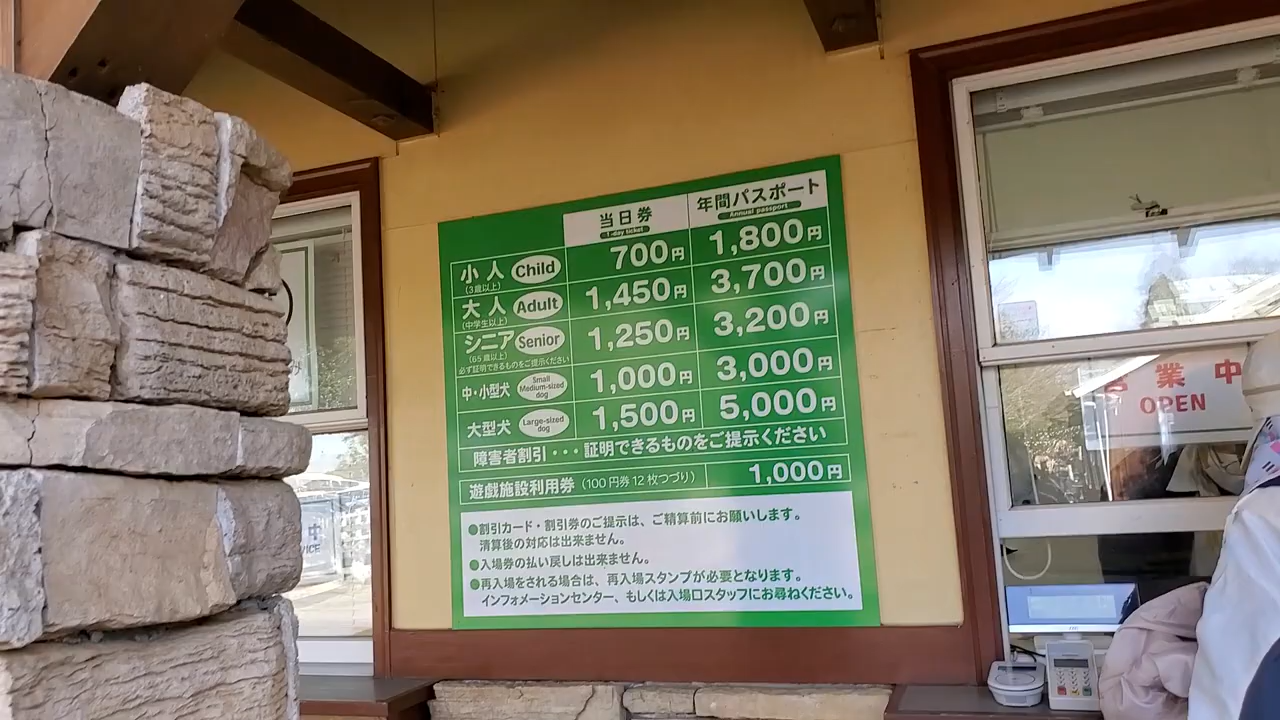 当日券 年間パスポート
1-day ticket Annual passport
小人 Child 700円 1,800円
(3歳以上)
大人 Adult 1,450円 3,700円
(中学生以上)
シニア Senior 1,250円 3,200円
(65歳以上)
必ず証明できるものをご提示ください
中・小型犬 Small Medium-sized dog 1,000円 3,000円
大型犬 Large-sized dog 1,500円 5,000円
障害者割引・・・証明できるものをご提示ください
遊戯施設利用券(100円券12枚つづり) 1,000円
●割引カード・割引券のご提示は、ご精算前にお願いします。
清算後の対応は出来ません。
●入場券の払い戻しは出来ません。
●再入場をされる場合は、再入場スタンプが必要となります。
インフォメーションセンター、もしくは入場口スタッフにお尋ねください。
営業中
OPEN
中
VICE